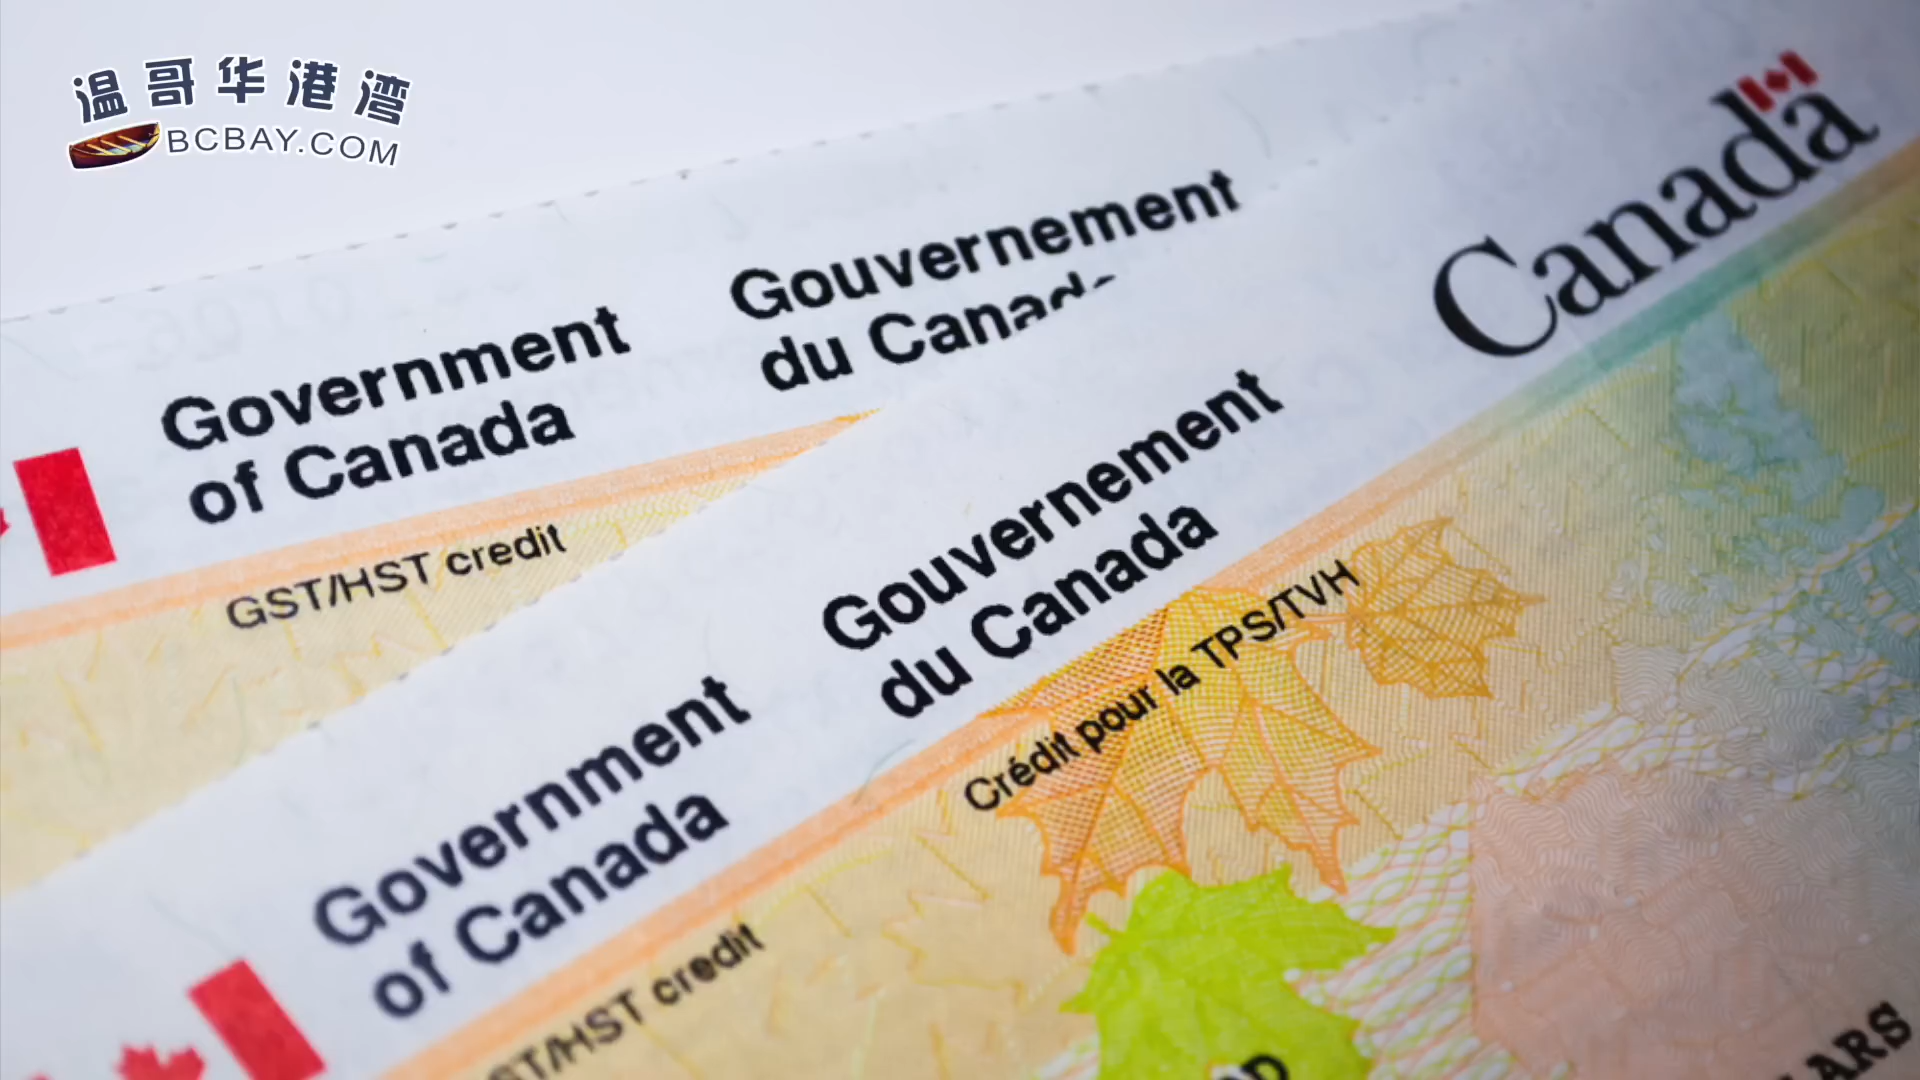 温哥华港湾
BCBAY.COM
Government
of Canada
Gouvernement
du Canada
GST/HST credit
Canada
Government
of Canada
Gouvernement
du Canada
GST/HST credit
Crédit pour la TPS/TVH